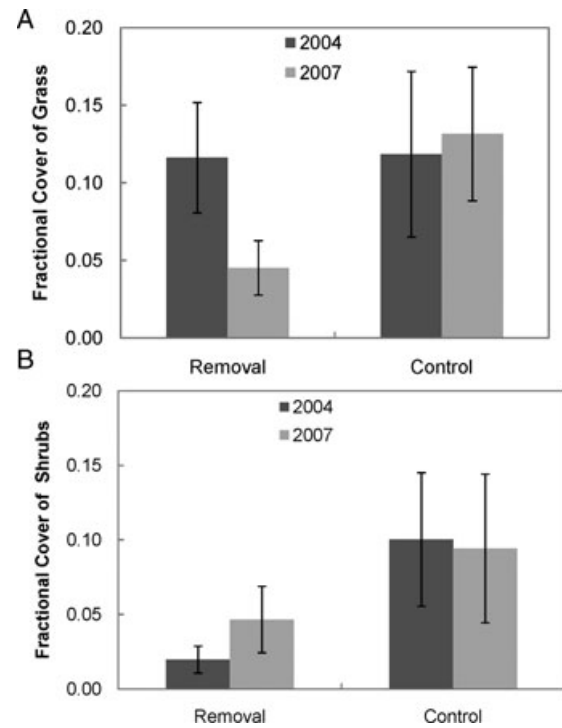 A
Fractional Cover of Grass
0.20
0.15
0.10
0.05
0.00
2004
2007
Removal
Control
B
Fractional Cover of Shrubs
0.20
0.15
0.10
0.05
0.00
2004
2007
Removal
Control